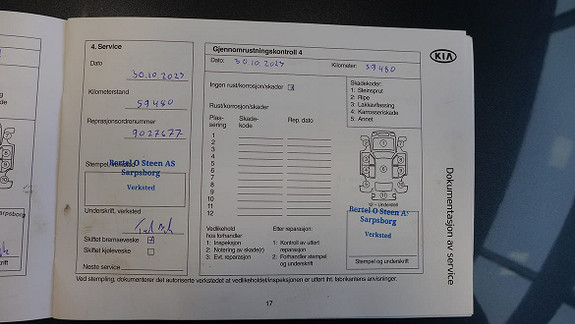 4. Service
Dato
30.10.2023
Kilometerstand
59480
Reprasjonsordrenummer
9027677
Stempel, verksted
Bertel O Steen AS
Sarpsborg
Verksted
Underskrift, verksted
Skiftet bremsevæske
Skiftet kjølevæske
Neste service
Gjennomrustningskontroll 4
Dato: 30.10.2023
Kilometer: 59480
Ingen rust/korrosjon/skader
Rust/korrosjon/skader
Plas-
sering
Skade-
kode
Rep. dato
1
2
3
4
5
6
7
8
9
10
11
12
Skadekoder:
1: Steinsprut
2: Ripe
3: Lakkavflessing
4: Karosseriskade
5: Annet
12 = Understell
Vedlikehold
hos forhandler
1: Inspeksjon
2: Notering av skade(r)
3: Evt. reparasjon
Etter reparasjon:
1: Kontroll av utført
reparasjon
2: Forhandler stempel
og underskrift
Bertel O Steen A
Sarpsborg
Verksted
Stempel og underskrift
Ved stempling, dokumenterer det autoriserte verkstedet at vedlikeholdet/inspeksjonen er utført iht. fabrikantens anvisninger.
17
KIA
Dokumentasjon av service